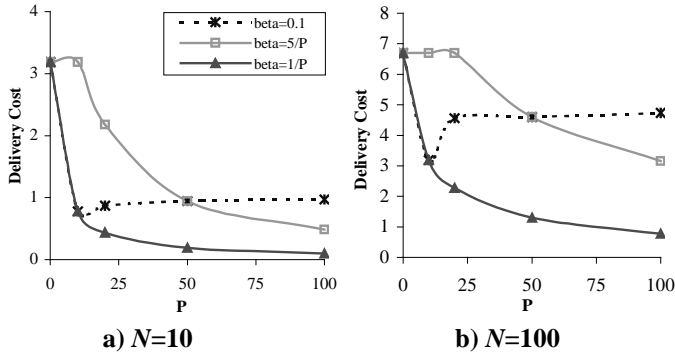 4
3
2
1
0
Delivery Cost
beta=0.1
beta=5/P
beta=1/P
0 25 50 75 100
P
a) N=10
8
7
6
5
4
3
2
1
0
Delivery Cost
0 25 50 75 100
P
b) N=100